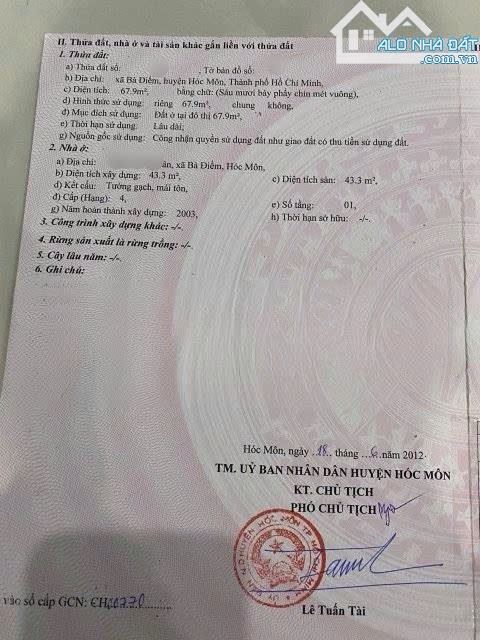 ALO NHÀ ĐẤT
.com.vn
II. Thửa đất, nhà ở và tài sản khác gắn liền với thửa đất
1. Thửa đất:
a) Thửa đất số: , Tờ bản đồ số:
b) Địa chỉ: xã Bà Điểm, huyện Hóc Môn, Thành phố Hồ Chí Minh,
c) Diện tích: 67.9m², bằng chữ: (Sáu mươi bảy phẩy chín mét vuông),
d) Hình thức sử dụng: riêng 67.9m², chung không,
đ) Mục đích sử dụng: Đất ở tại đô thị 67.9m²,
e) Thời hạn sử dụng: Lâu dài;
g) Nguồn gốc sử dụng: Công nhận quyền sử dụng đất như giao đất có thu tiền sử dụng đất.
2. Nhà ở:
a) Địa chỉ: ân, xã Bà Điểm, Hóc Môn,
b) Diện tích xây dựng: 43.3 m², c) Diện tích sàn: 43.3 m²,
d) Kết cấu: Tường gạch, mái tôn,
đ) Cấp (Hạng): 4, e) Số tầng: 01,
g) Năm hoàn thành xây dựng: 2003, h) Thời hạn sở hữu: -/-.
3. Công trình xây dựng khác: -/-.
4. Rừng sản xuất là rừng trồng: -/-.
5. Cây lâu năm: -/-.
6. Ghi chú:
Hóc Môn, ngày .18.. tháng ...6.năm 2012
TM. UỶ BAN NHÂN DÂN HUYỆN HÓC MÔN
KT. CHỦ TỊCH
PHÓ CHỦ TỊCH
Lê Tuấn Tài
vào sổ cấp GCN: CH00770